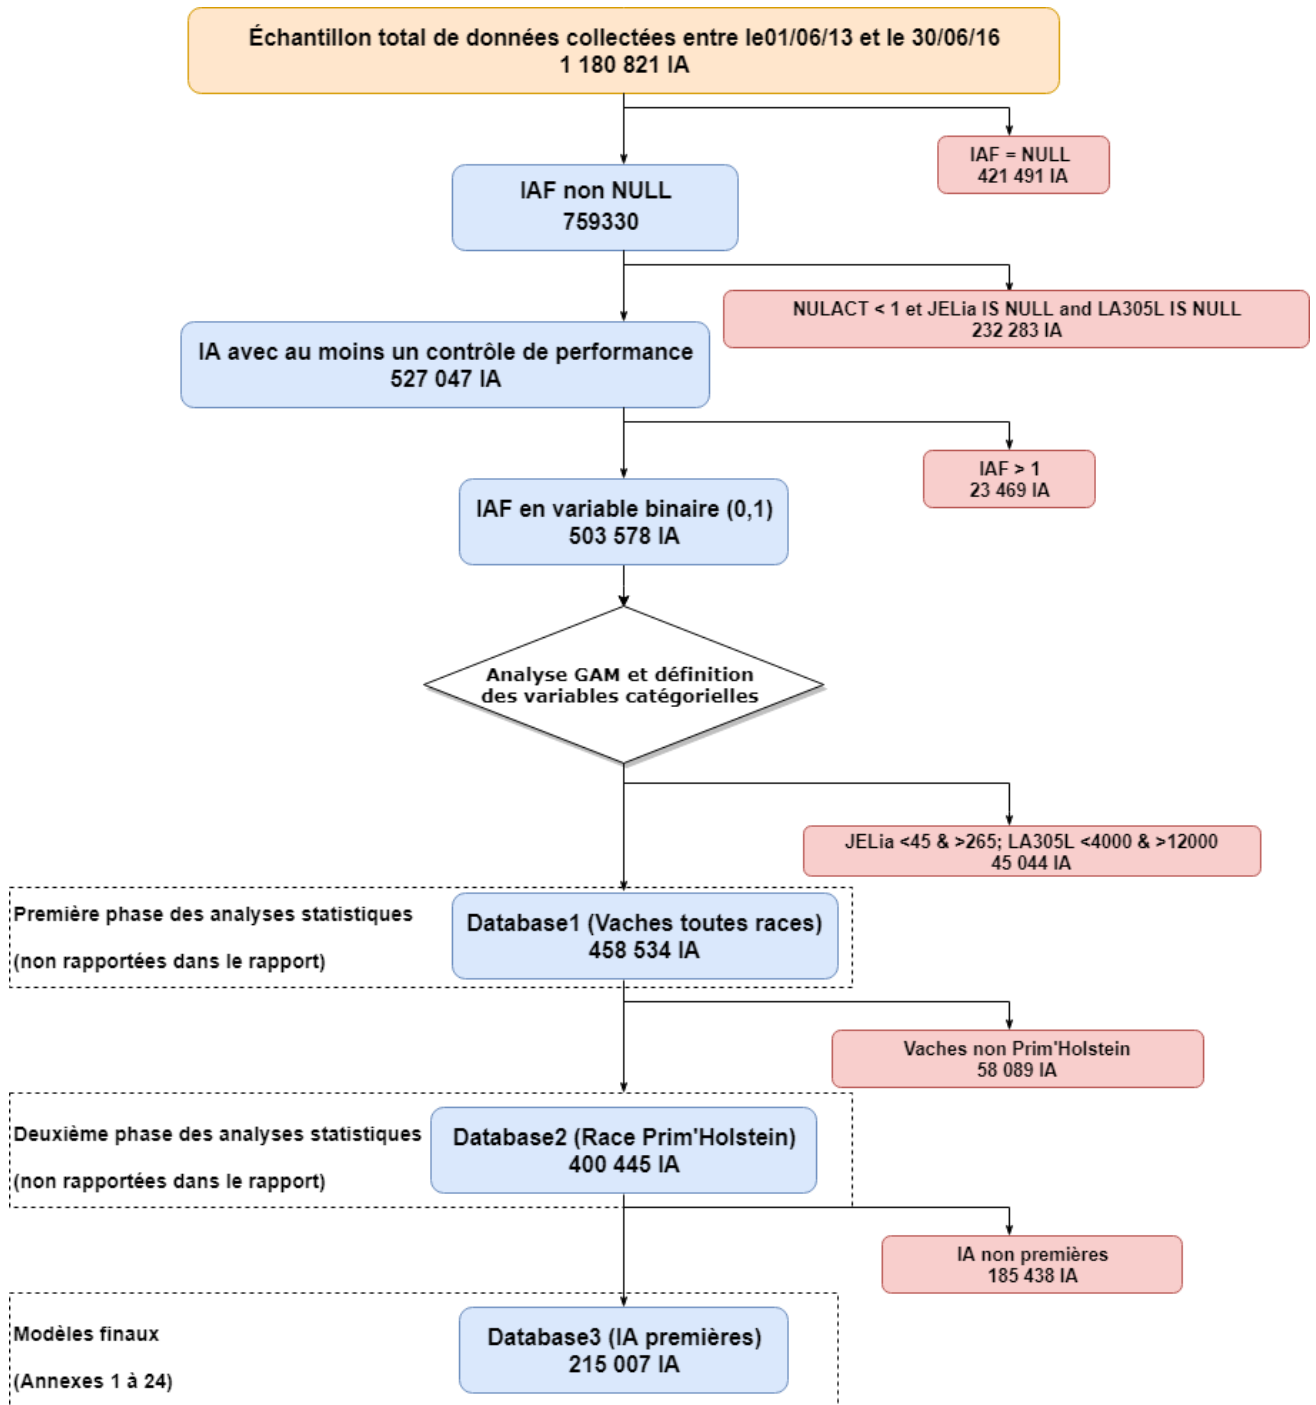 Échantillon total de données collectées entre le01/06/13 et le 30/06/16
1 180 821 IA
IAF = NULL
421 491 IA
IAF non NULL
759330
NULACT < 1 et JELia IS NULL and LA305L IS NULL
232 283 IA
IA avec au moins un contrôle de performance
527 047 IA
IAF > 1
23 469 IA
IAF en variable binaire (0,1)
503 578 IA
Analyse GAM et définition
des variables catégorielles
JELia <45 & >265; LA305L <4000 & >12000
45 044 IA
Première phase des analyses statistiques
(non rapportées dans le rapport)
Database1 (Vaches toutes races)
458 534 IA
Vaches non Prim'Holstein
58 089 IA
Deuxième phase des analyses statistiques
(non rapportées dans le rapport)
Database2 (Race Prim'Holstein)
400 445 IA
IA non premières
185 438 IA
Modèles finaux
(Annexes 1 à 24)
Database3 (IA premières)
215 007 IA